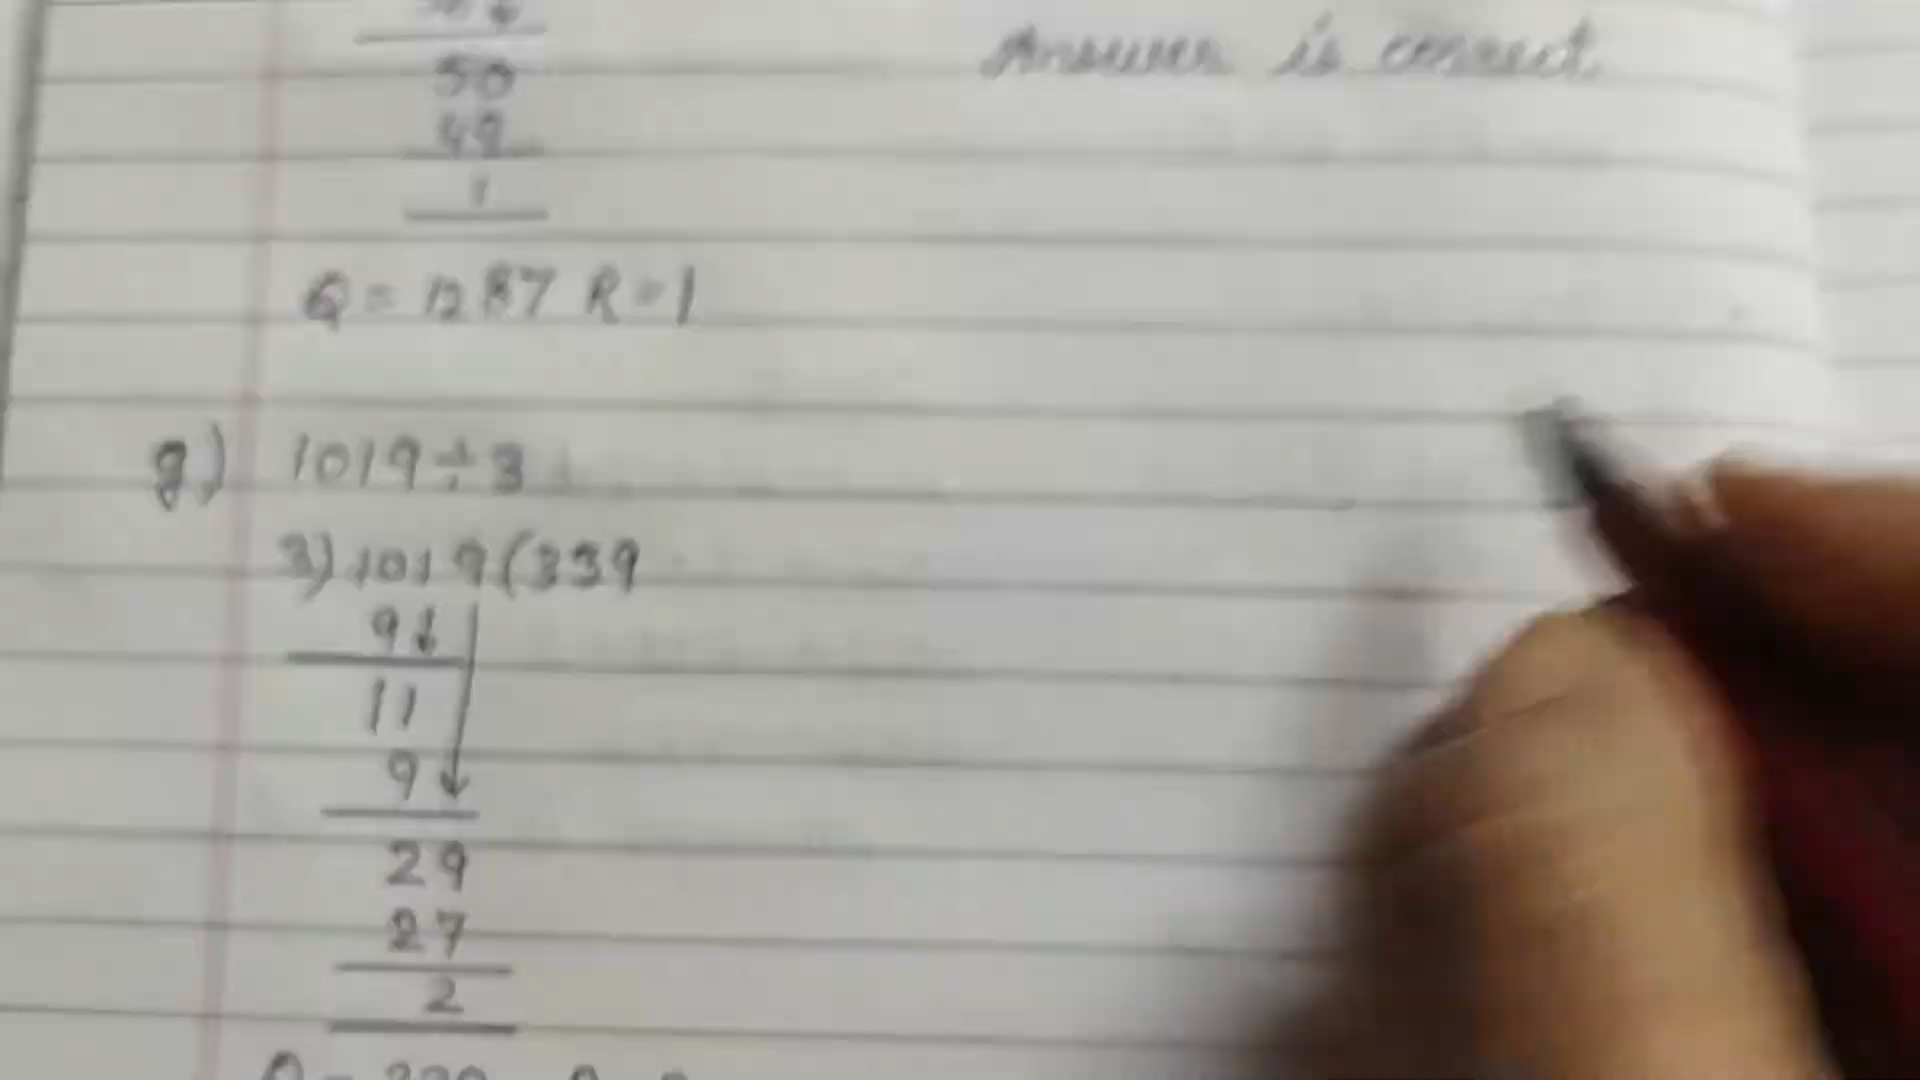 50
49
1
Answer is correct.
Q = 1287 R = 1
g) 1019 ÷ 3
3) 1019 (339
9↓
11
9
29
27
2